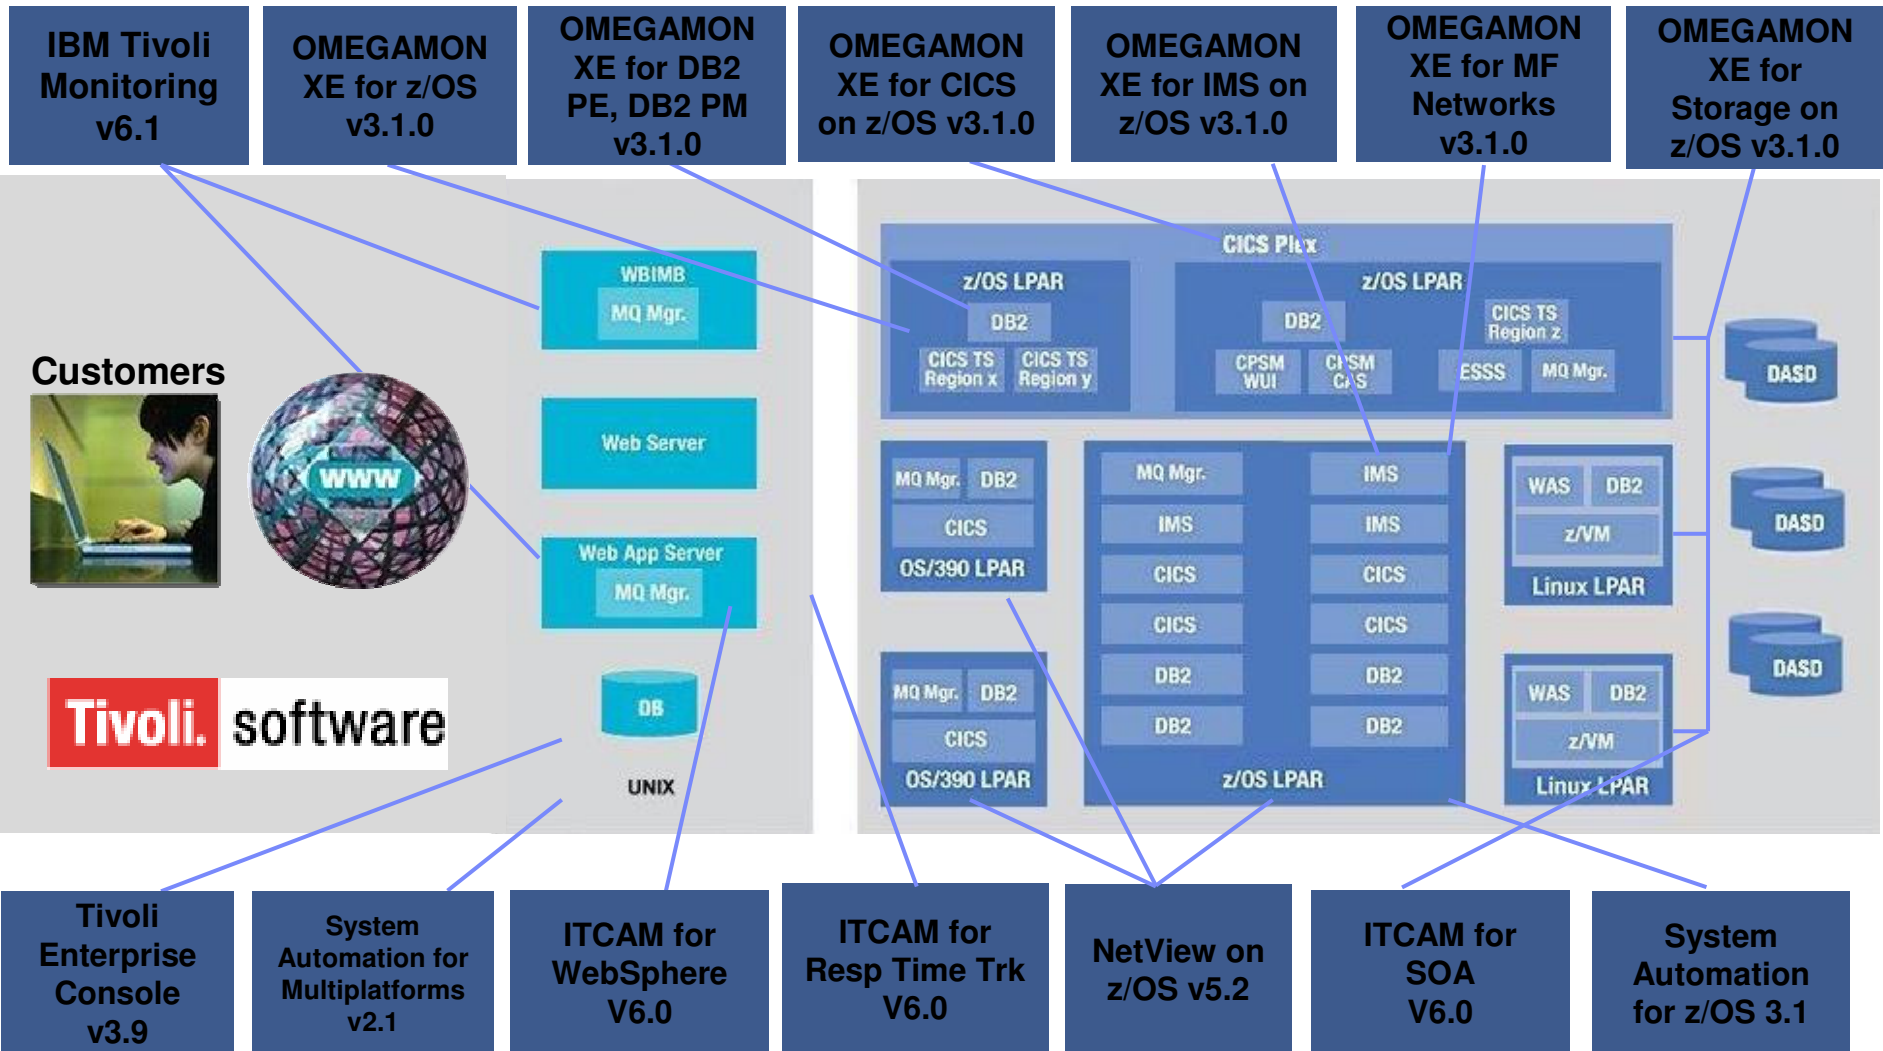 IBM Tivoli
Monitoring
v6.1
OMEGAMON
XE for z/OS
v3.1.0
OMEGAMON
XE for DB2
PE, DB2 PM
v3.1.0
OMEGAMON
XE for CICS
on z/OS v3.1.0
OMEGAMON
XE for IMS on
z/OS v3.1.0
OMEGAMON
XE for MF
Networks
v3.1.0
OMEGAMON
XE for
Storage on
z/OS v3.1.0
Customers
WWW
Tivoli. software
WBIMB
MQ Mgr.
Web Server
Web App Server
MQ Mgr.
DB
UNIX
CICS Plex
z/OS LPAR
DB2
CICS TS
Region x
CICS TS
Region y
z/OS LPAR
DB2
CICS TS
Region z
CPSM
WUI
CPSM
CAS
ESSS
MQ Mgr.
MQ Mgr.
DB2
CICS
OS/390 LPAR
MQ Mgr.
DB2
CICS
OS/390 LPAR
MQ Mgr.
IMS
IMS
IMS
CICS
CICS
CICS
CICS
DB2
DB2
DB2
DB2
z/OS LPAR
WAS
DB2
z/VM
Linux LPAR
WAS
DB2
z/VM
Linux LPAR
DASD
DASD
DASD
Tivoli
Enterprise
Console
v3.9
System
Automation for
Multiplatforms
v2.1
ITCAM for
WebSphere
V6.0
ITCAM for
Resp Time Trk
V6.0
NetView on
z/OS v5.2
ITCAM for
SOA
V6.0
System
Automation
for z/OS 3.1